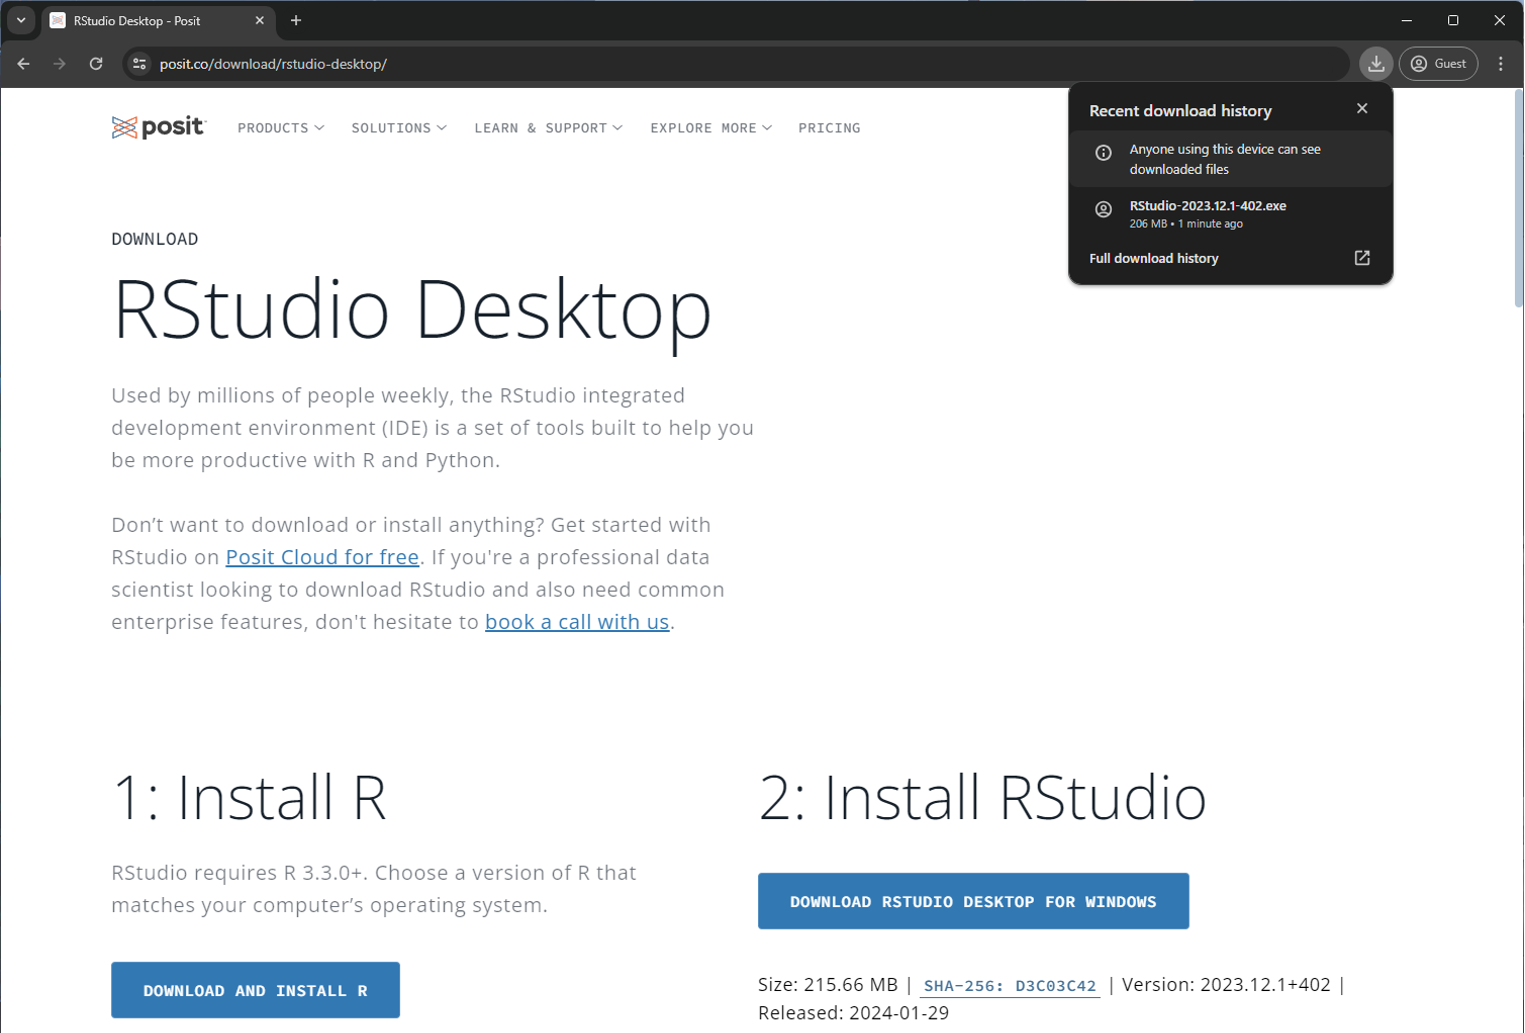 RStudio Desktop - Posit
posit.co/download/rstudio-desktop/
Guest
Recent download history
Anyone using this device can see
downloaded files
RStudio-2023.12.1-402.exe
206 MB • 1 minute ago
Full download history
posit
PRODUCTS
SOLUTIONS
LEARN & SUPPORT
EXPLORE MORE
PRICING
DOWNLOAD
RStudio Desktop
Used by millions of people weekly, the RStudio integrated
development environment (IDE) is a set of tools built to help you
be more productive with R and Python.
Don’t want to download or install anything? Get started with
RStudio on Posit Cloud for free. If you're a professional data
scientist looking to download RStudio and also need common
enterprise features, don't hesitate to book a call with us.
1: Install R
RStudio requires R 3.3.0+. Choose a version of R that
matches your computer’s operating system.
DOWNLOAD AND INSTALL R
2: Install RStudio
DOWNLOAD RSTUDIO DESKTOP FOR WINDOWS
Size: 215.66 MB | SHA-256: D3C03C42 | Version: 2023.12.1+402 |
Released: 2024-01-29